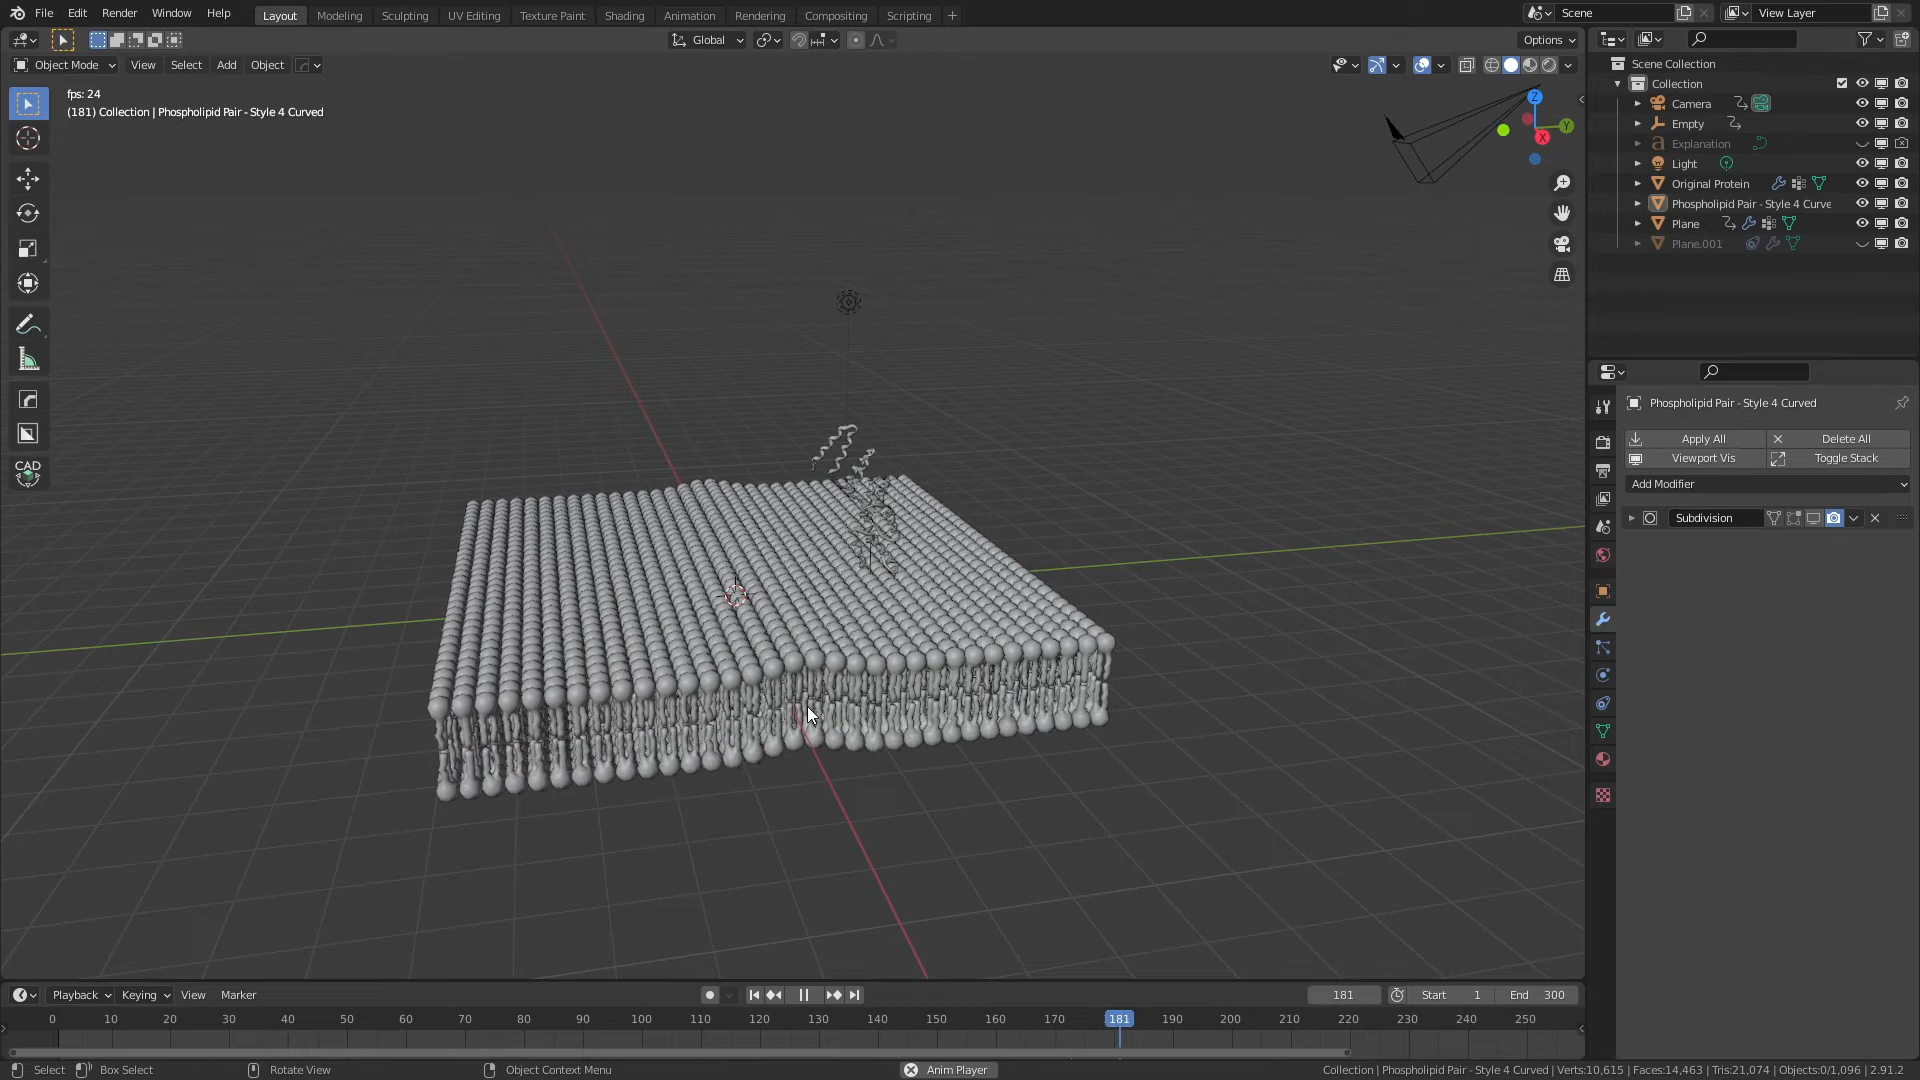 File Edit Render Window Help Layout Modeling Sculpting UV Editing Texture Paint Shading Animation Rendering Compositing Scripting + Scene View Layer
Global Options
Object Mode View Select Add Object
fps: 24
(181) Collection | Phospholipid Pair - Style 4 Curved
Z
Y
X
CAD
Scene Collection
Collection
Camera
Empty
Explanation
Light
Original Protein
Phospholipid Pair - Style 4 Curve
Plane
Plane.001
Phospholipid Pair - Style 4 Curved
Apply All Delete All
Viewport Vis Toggle Stack
Add Modifier
Subdivision
Playback Keying View Marker 181 Start 1 End 300
0 10 20 30 40 50 60 70 80 90 100 110 120 130 140 150 160 170 181 190 200 210 220 230 240 250
Select Box Select Rotate View Object Context Menu Anim Player Collection | Phospholipid Pair - Style 4 Curved | Verts:10,615 | Faces:14,463 | Tris:21,074 | Objects:0/1,096 | 2.91.2